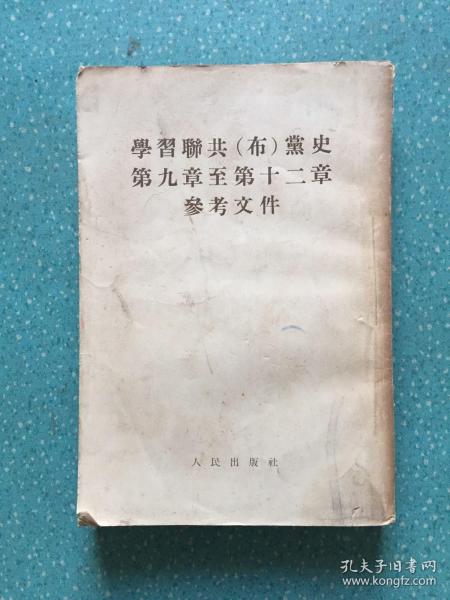 學習聯共(布)黨史
第九章至第十二章
參考文件
人民出版社
孔夫子旧书网
www.kongfz.com